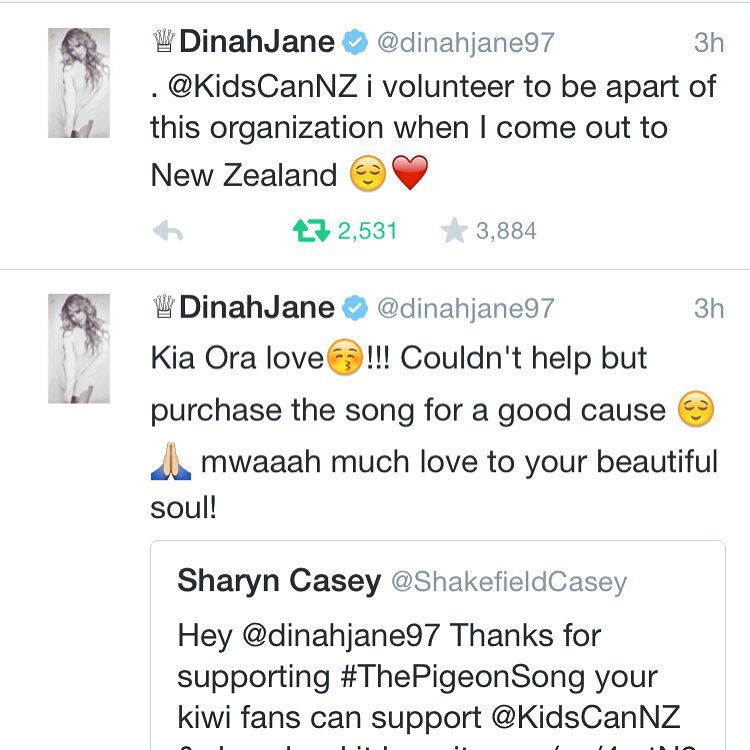 ♕DinahJane @dinahjane97 3h
. @KidsCanNZ i volunteer to be apart of
this organization when I come out to
New Zealand 😌❤️
2,531 3,884
♕DinahJane @dinahjane97 3h
Kia Ora love😚!!! Couldn't help but
purchase the song for a good cause 😌
🙏 mwaaah much love to your beautiful
soul!
Sharyn Casey @ShakefieldCasey
Hey @dinahjane97 Thanks for
supporting #ThePigeonSong your
kiwi fans can support @KidsCanNZ